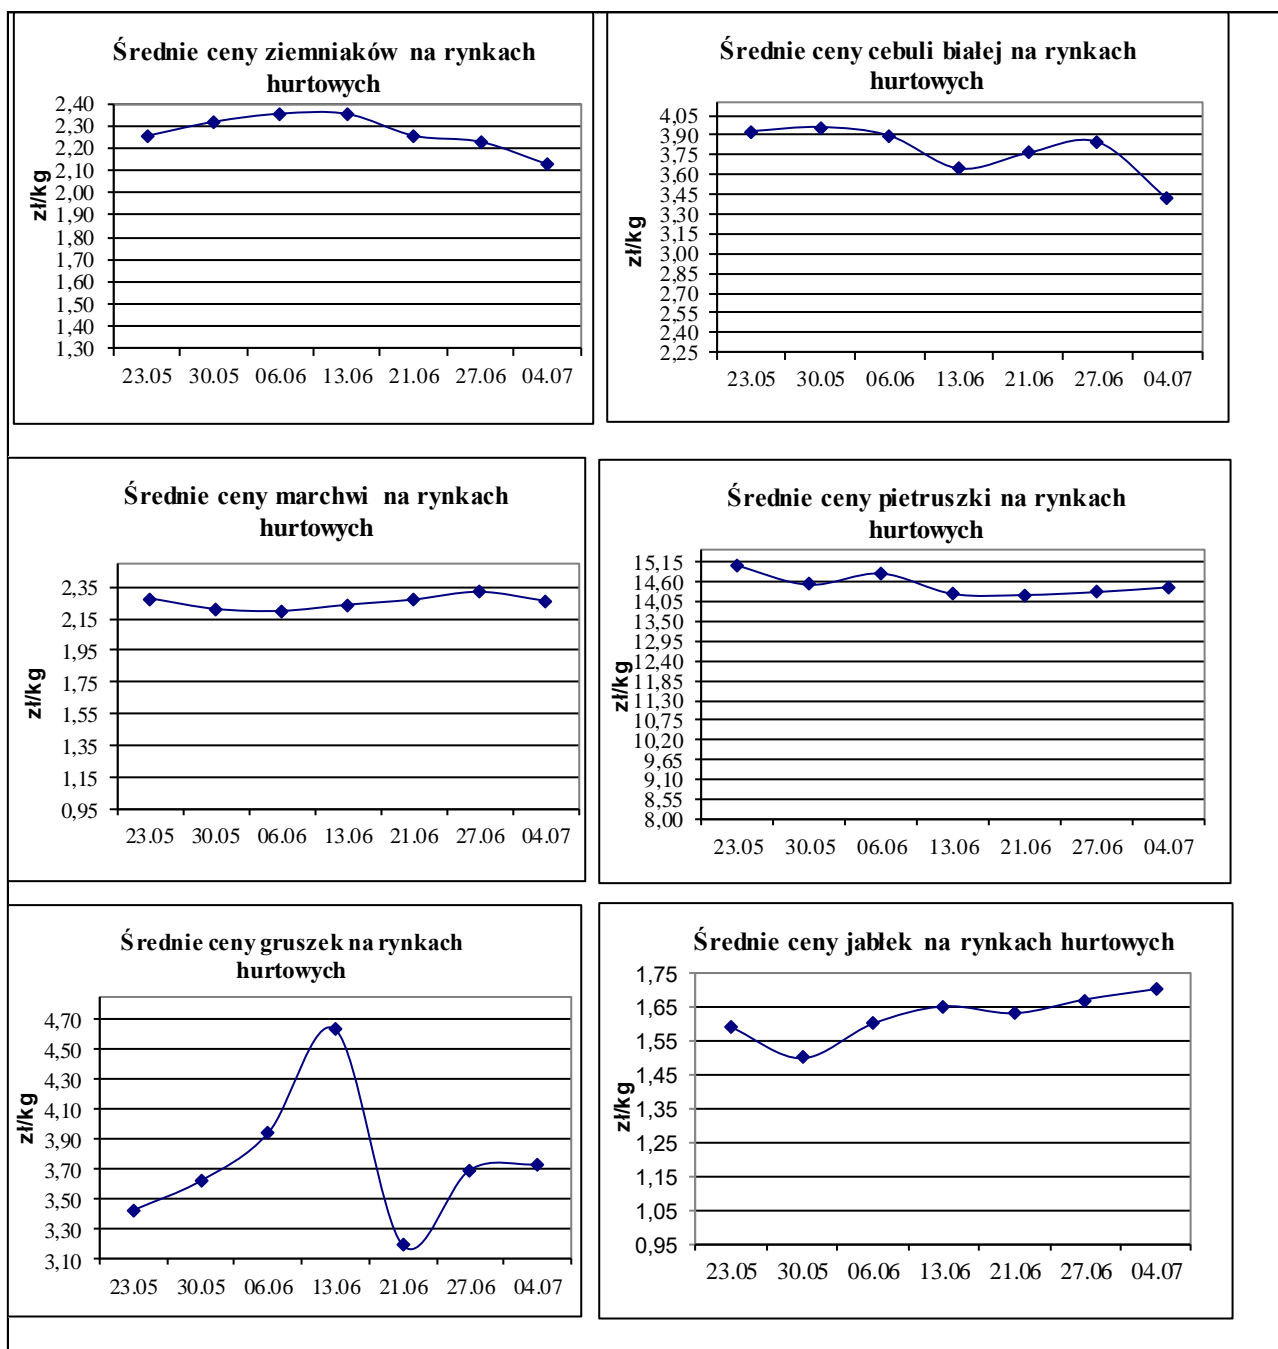 Średnie ceny ziemniaków na rynkach
hurtowych
2,40
2,30
2,20
2,10
2,00
1,90
1,80
1,70
1,60
1,50
1,40
1,30
zł/kg
23.05 30.05 06.06 13.06 21.06 27.06 04.07
Średnie ceny cebuli białej na rynkach
hurtowych
4,05
3,90
3,75
3,60
3,45
3,30
3,15
3,00
2,85
2,70
2,55
2,40
2,25
zł/kg
23.05 30.05 06.06 13.06 21.06 27.06 04.07
Średnie ceny marchwi na rynkach
hurtowych
2,35
2,15
1,95
1,75
1,55
1,35
1,15
0,95
zł/kg
23.05 30.05 06.06 13.06 21.06 27.06 04.07
Średnie ceny pietruszki na rynkach
hurtowych
15,15
14,60
14,05
13,50
12,95
12,40
11,85
11,30
10,75
10,20
9,65
9,10
8,55
8,00
zł/kg
23.05 30.05 06.06 13.06 21.06 27.06 04.07
Średnie ceny gruszek na rynkach
hurtowych
4,70
4,50
4,30
4,10
3,90
3,70
3,50
3,30
3,10
zł/kg
23.05 30.05 06.06 13.06 21.06 27.06 04.07
Średnie ceny jabłek na rynkach hurtowych
1,75
1,65
1,55
1,45
1,35
1,25
1,15
1,05
0,95
zł/kg
23.05 30.05 06.06 13.06 21.06 27.06 04.07